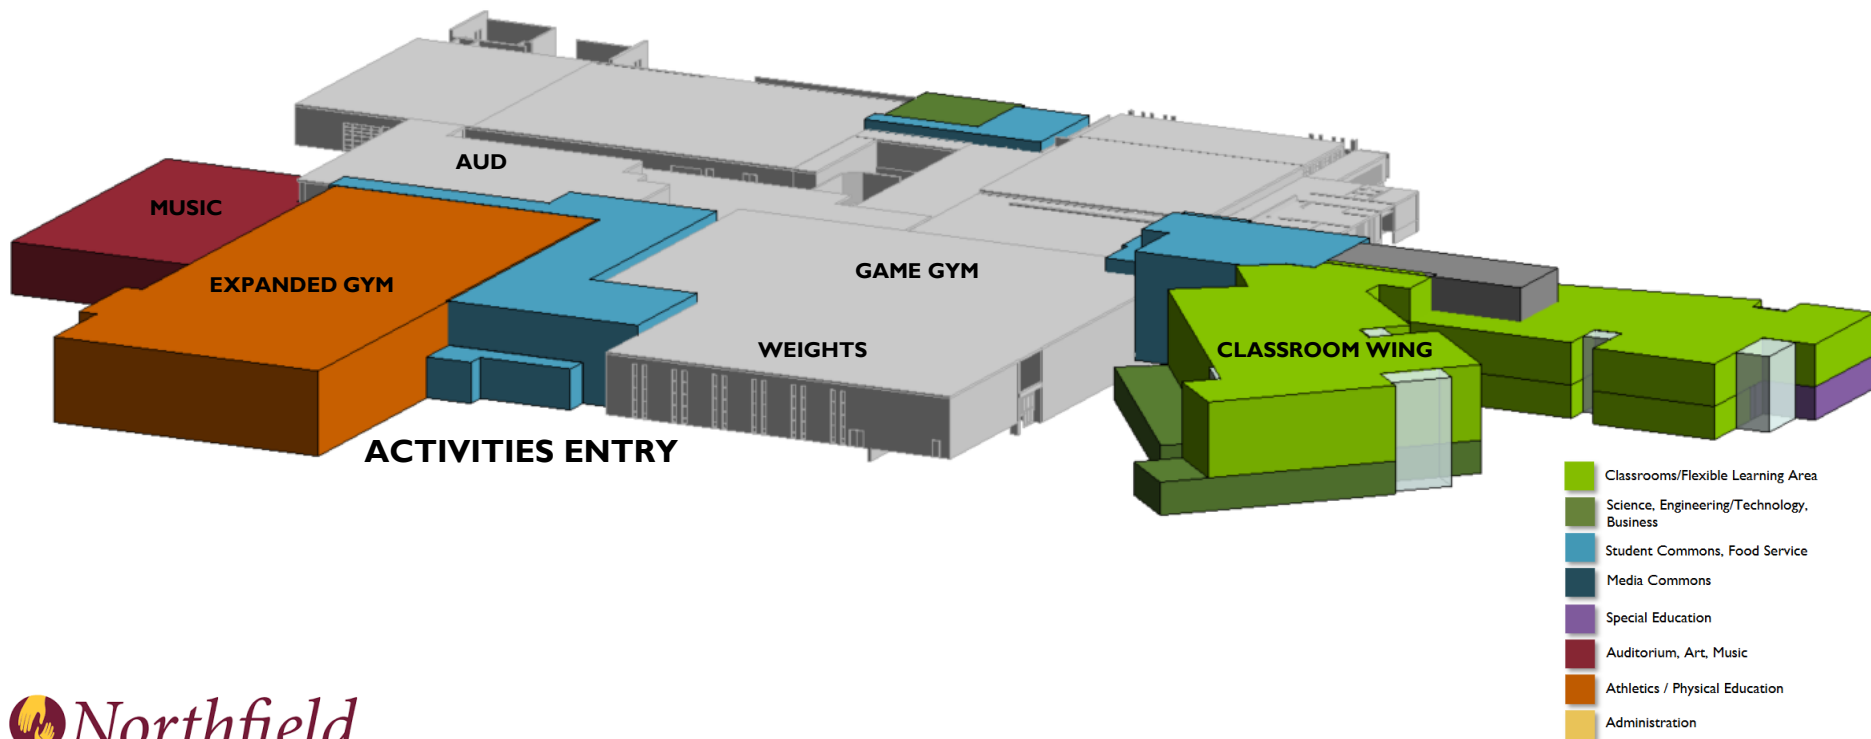 AUD
MUSIC
EXPANDED GYM
GAME GYM
WEIGHTS
CLASSROOM WING
ACTIVITIES ENTRY
Classrooms/Flexible Learning Area
Science, Engineering/Technology,
Business
Student Commons, Food Service
Media Commons
Special Education
Auditorium, Art, Music
Athletics / Physical Education
Administration
Northfield